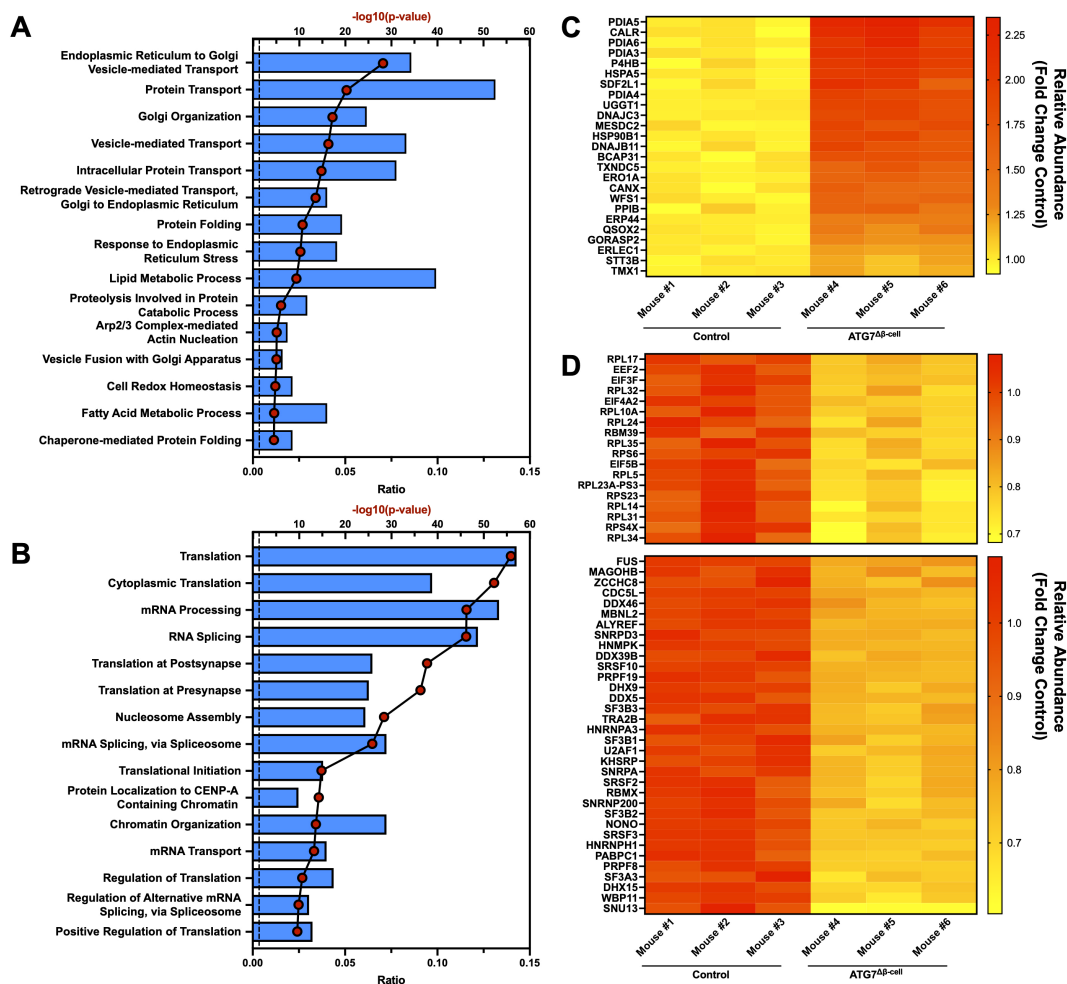 A
-log10(p-value)
0 10 20 30 40 50 60
Endoplasmic Reticulum to Golgi
Vesicle-mediated Transport
Protein Transport
Golgi Organization
Vesicle-mediated Transport
Intracellular Protein Transport
Retrograde Vesicle-mediated Transport,
Golgi to Endoplasmic Reticulum
Protein Folding
Response to Endoplasmic
Reticulum Stress
Lipid Metabolic Process
Proteolysis Involved in Protein
Catabolic Process
Arp2/3 Complex-mediated
Actin Nucleation
Vesicle Fusion with Golgi Apparatus
Cell Redox Homeostasis
Fatty Acid Metabolic Process
Chaperone-mediated Protein Folding
0.00 0.05 0.10 0.15
Ratio
B
-log10(p-value)
0 10 20 30 40 50 60
Translation
Cytoplasmic Translation
mRNA Processing
RNA Splicing
Translation at Postsynapse
Translation at Presynapse
Nucleosome Assembly
mRNA Splicing, via Spliceosome
Translational Initiation
Protein Localization to CENP-A
Containing Chromatin
Chromatin Organization
mRNA Transport
Regulation of Translation
Regulation of Alternative mRNA
Splicing, via Spliceosome
Positive Regulation of Translation
0.00 0.05 0.10 0.15
Ratio
C
PDIA5
CALR
PDIA6
PDIA3
P4HB
HSPA5
SDF2L1
PDIA4
UGGT1
DNAJC3
MESDC2
HSP90B1
DNAJB11
BCAP31
TXNDC5
ERO1A
CANX
WFS1
PPIB
ERP44
QSOX2
GORASP2
ERLEC1
STT3B
TMX1
Mouse #1 Mouse #2 Mouse #3 Mouse #4 Mouse #5 Mouse #6
Control ATG7Δβ-cell
2.25
2.00
1.75
1.50
1.25
1.00
Relative Abundance
(Fold Change Control)
D
RPL17
EEF2
EIF3F
RPL32
EIF4A2
RPL10A
RPL24
RBM39
RPL35
RPS6
EIF5B
RPL5
RPL23A-PS3
RPS23
RPL14
RPL31
RPS4X
RPL34
1.0
0.9
0.8
0.7
FUS
MAGOHB
ZCCHC8
CDC5L
DDX46
MBNL2
ALYREF
SNRPD3
HNMPK
DDX39B
SRSF10
PRPF19
DHX9
DDX5
SF3B3
TRA2B
HNRNPA3
SF3B1
U2AF1
KHSRP
SNRPA
SRSF2
RBMX
SNRNP200
SF3B2
NONO
SRSF3
HNRNPH1
PABPC1
PRPF8
SF3A3
DHX15
WBP11
SNU13
Mouse #1 Mouse #2 Mouse #3 Mouse #4 Mouse #5 Mouse #6
Control ATG7Δβ-cell
1.0
0.9
0.8
0.7
Relative Abundance
(Fold Change Control)